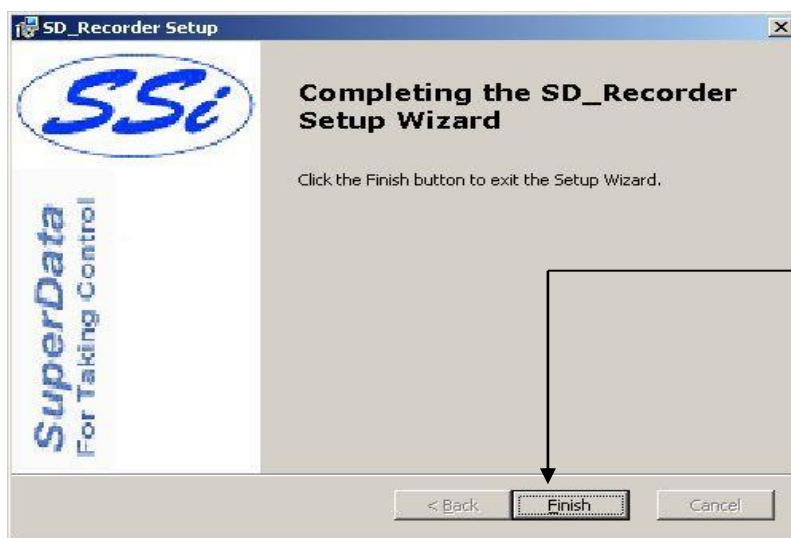 SD_Recorder Setup
SSi
SuperData
For Taking Control
Completing the SD_Recorder
Setup Wizard
Click the Finish button to exit the Setup Wizard.
< Back
Finish
Cancel